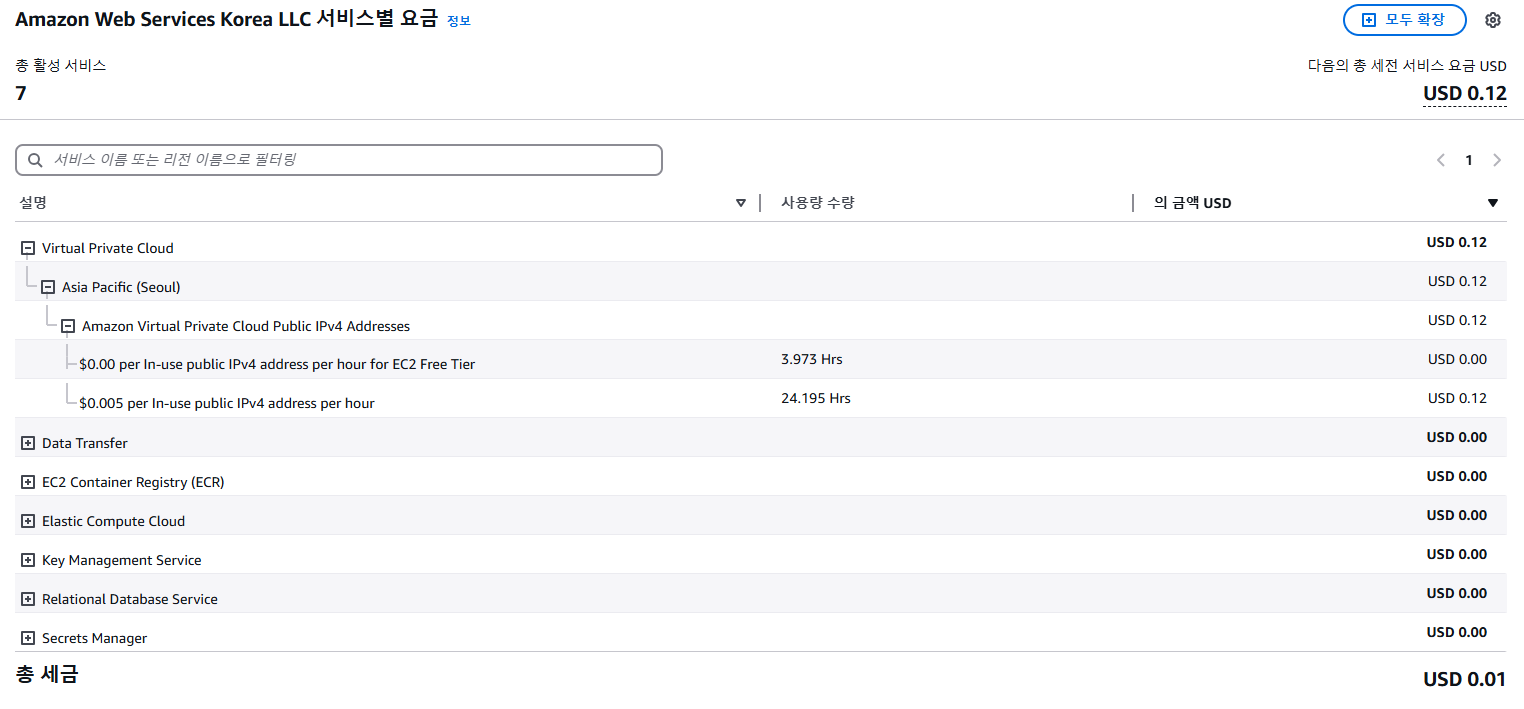 Amazon Web Services Korea LLC 서비스별 요금 정보 모두 확장
총 활성 서비스 다음의 총 세전 서비스 요금 USD
7 USD 0.12
서비스 이름 또는 리전 이름으로 필터링 1
설명 사용량 수량 의 금액 USD
Virtual Private Cloud USD 0.12
Asia Pacific (Seoul) USD 0.12
Amazon Virtual Private Cloud Public IPv4 Addresses USD 0.12
$0.00 per In-use public IPv4 address per hour for EC2 Free Tier 3.973 Hrs USD 0.00
$0.005 per In-use public IPv4 address per hour 24.195 Hrs USD 0.12
Data Transfer USD 0.00
EC2 Container Registry (ECR) USD 0.00
Elastic Compute Cloud USD 0.00
Key Management Service USD 0.00
Relational Database Service USD 0.00
Secrets Manager USD 0.00
총 세금 USD 0.01